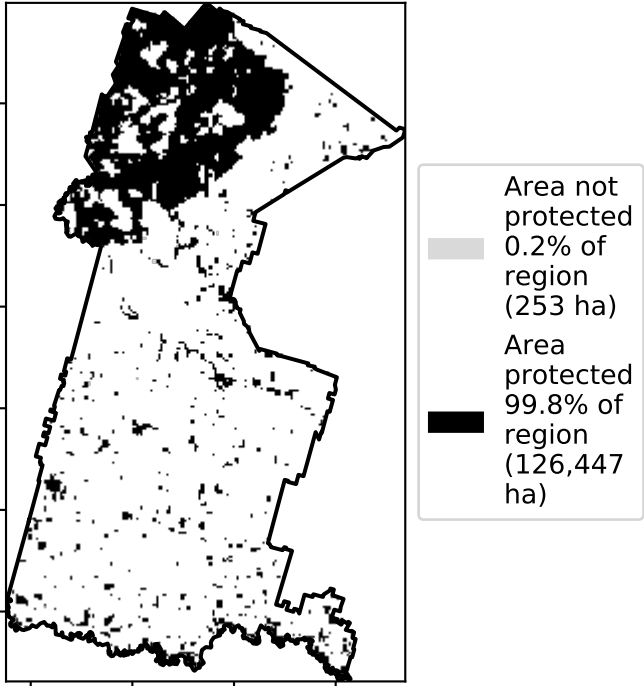 Area not
protected
0.2% of
region
(253 ha)
Area
protected
99.8% of
region
(126,447
ha)